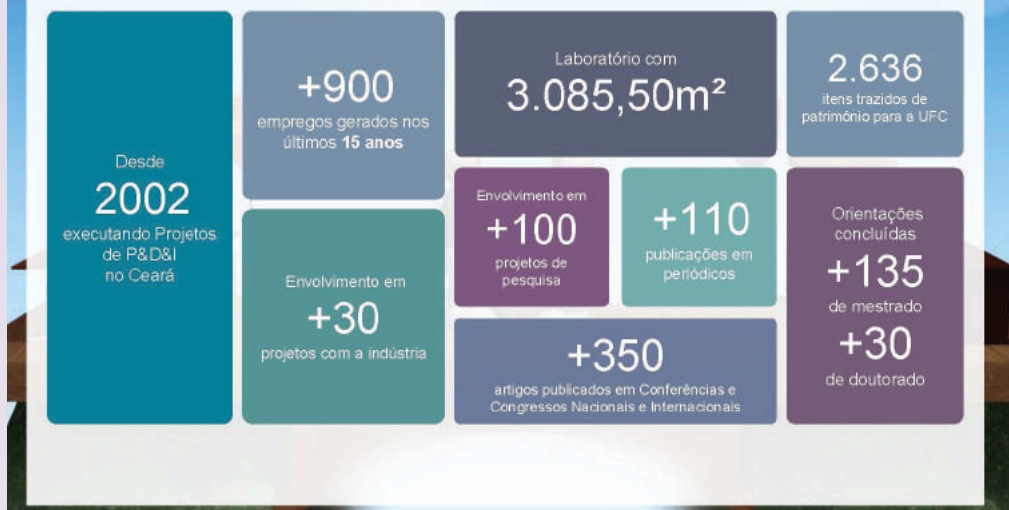 Desde
2002
executando Projetos
de P&D&I
no Ceará
+900
empregos gerados nos
últimos 15 anos
Envolvimento em
+30
projetos com a indústria
Laboratório com
3.085,50m²
Envolvimento em
+100
projetos de
pesquisa
+110
publicações em
periódicos
+350
artigos publicados em Conferências e
Congressos Nacionais e Internacionais
2.636
itens trazidos de
patrimônio para a UFC
Orientações
concluídas
+135
de mestrado
+30
de doutorado